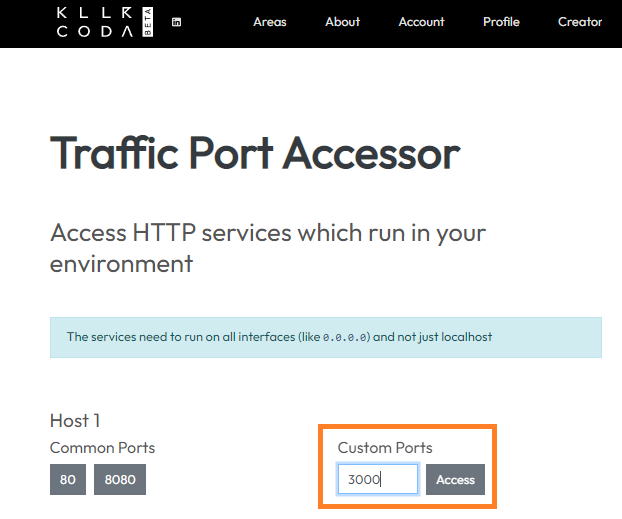 KLLR
CODA BETA
in
Areas About Account Profile Creator
Traffic Port Accessor
Access HTTP services which run in your
environment
The services need to run on all interfaces (like 0.0.0.0) and not just localhost
Host 1
Common Ports
80 8080
Custom Ports
3000 Access